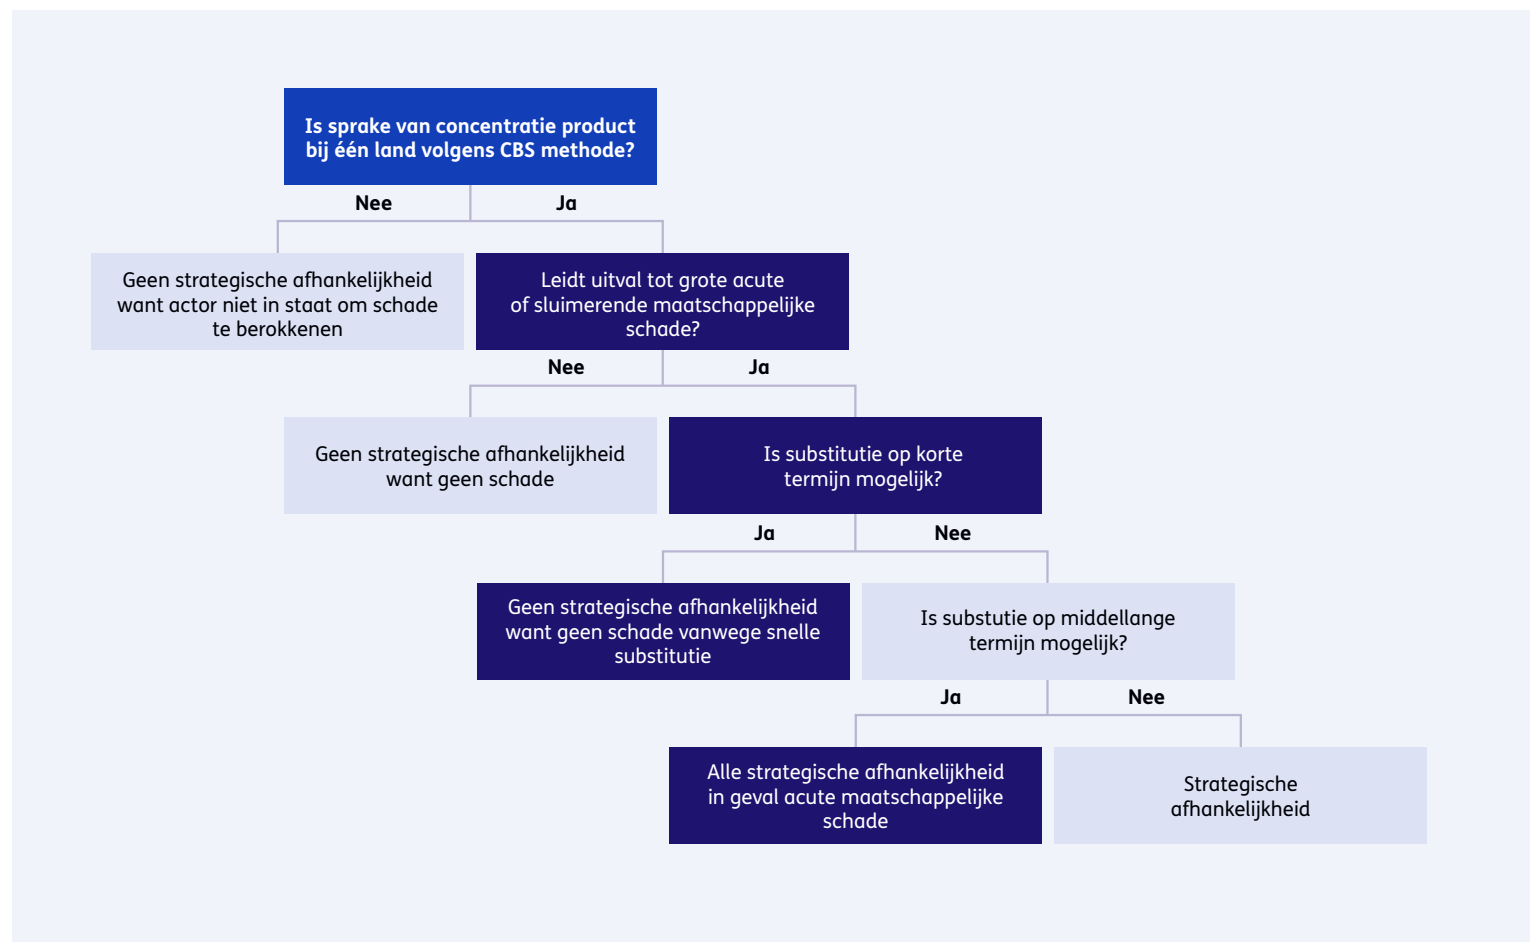 Is sprake van concentratie product
bij één land volgens CBS methode?
Nee
Ja
Geen strategische afhankelijkheid
want actor niet in staat om schade
te berokkenen
Leidt uitval tot grote acute
of sluimerende maatschappelijke
schade?
Nee
Ja
Geen strategische afhankelijkheid
want geen schade
Is substitutie op korte
termijn mogelijk?
Ja
Nee
Geen strategische afhankelijkheid
want geen schade vanwege snelle
substitutie
Is substutie op middellange
termijn mogelijk?
Ja
Nee
Alle strategische afhankelijkheid
in geval acute maatschappelijke
schade
Strategische
afhankelijkheid